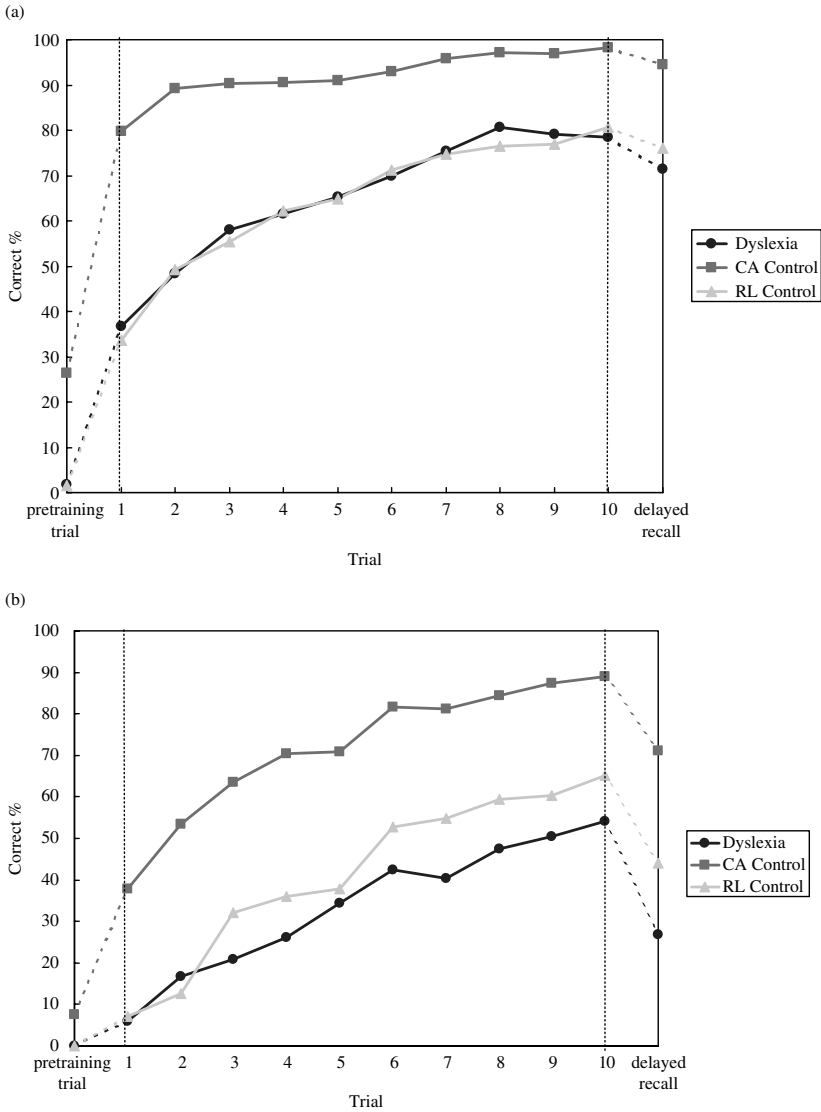 (a)
100
90
80
70
60
50
40
30
20
10
0
Correct %
pretraining
trial
1 2 3 4 5 6 7 8 9 10
delayed
recall
Trial
Dyslexia
CA Control
RL Control
(b)
100
90
80
70
60
50
40
30
20
10
0
Correct %
pretraining
trial
1 2 3 4 5 6 7 8 9 10
delayed
recall
Trial
Dyslexia
CA Control
RL Control